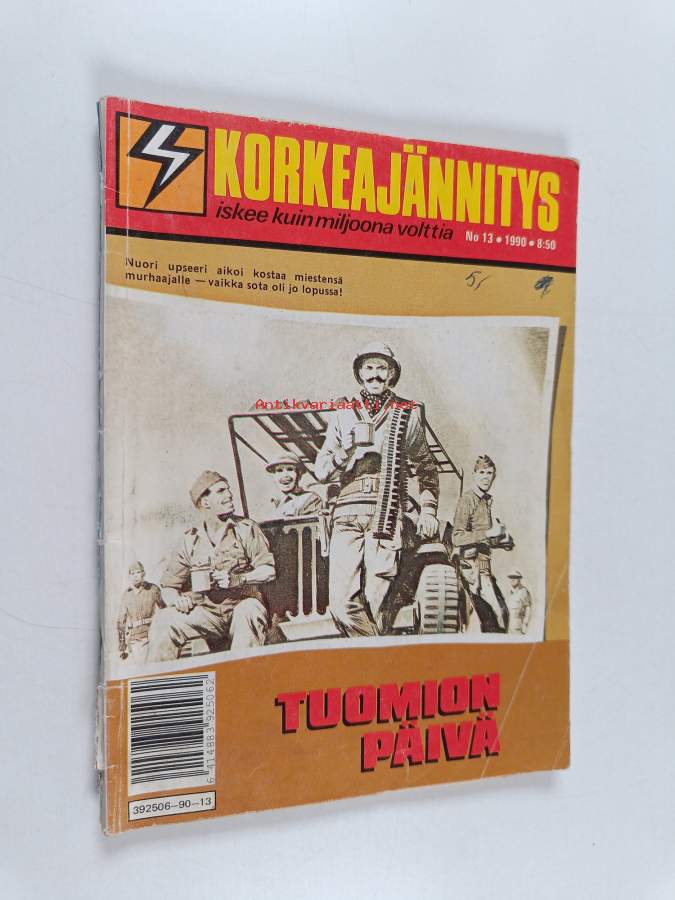 KORKEAJÄNNITYS
iskee kuin miljoona volttia
No 13 • 1990 • 8:50
Nuori upseeri aikoi kostaa miestensä
murhaajalle — vaikka sota oli jo lopussa!
5,-
Antikvariaatti.net
TUOMION
PÄIVÄ
6 414883 925062
392506–90–13